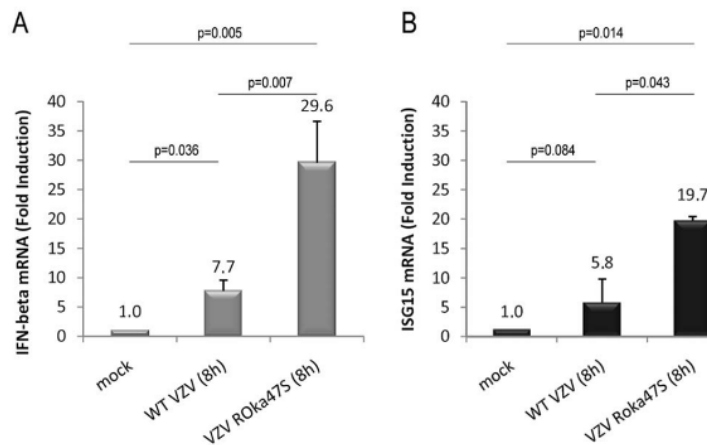 A
p=0.005
p=0.007
p=0.036
IFN-beta mRNA (Fold Induction)
40
35
30
25
20
15
10
5
0
1.0
7.7
29.6
mock
WT VZV (8h)
VZV ROka47S (8h)
B
p=0.014
p=0.043
p=0.084
ISG15 mRNA (Fold Induction)
40
35
30
25
20
15
10
5
0
1.0
5.8
19.7
mock
WT VZV (8h)
VZV Roka47S (8h)